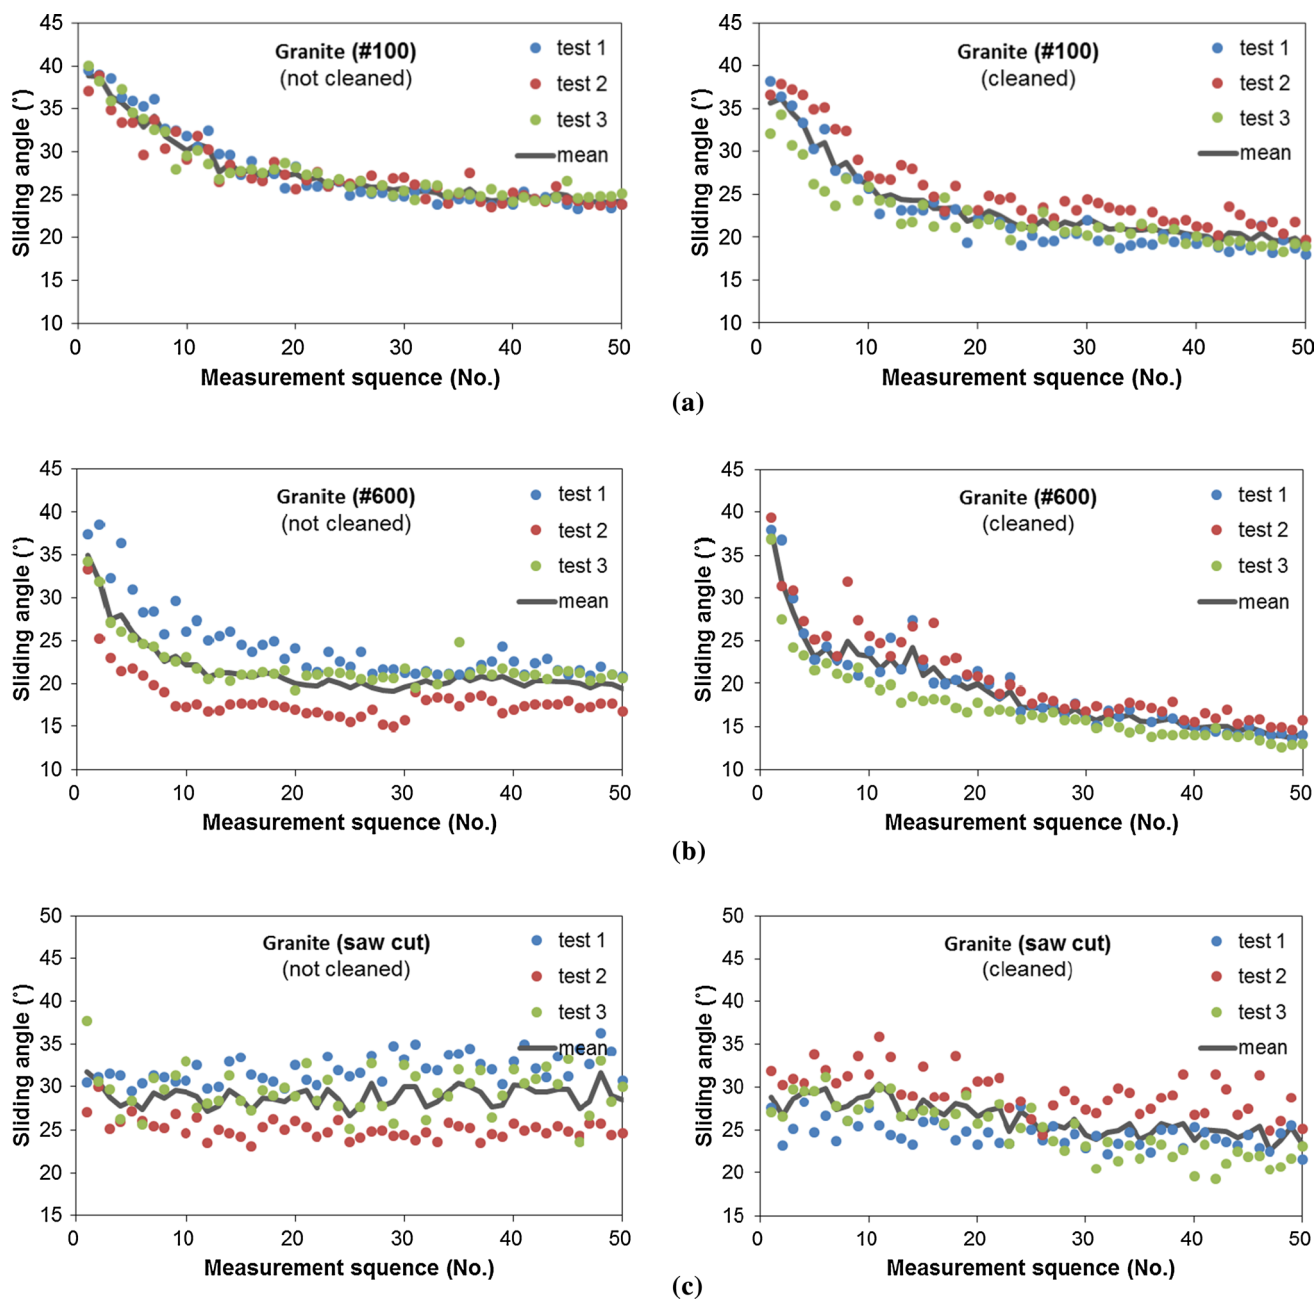 45
40
35
30
25
20
15
10
Sliding angle (˚)
Granite (#100)
(not cleaned)
test 1
test 2
test 3
mean
0 10 20 30 40 50
Measurement squence (No.)
45
40
35
30
25
20
15
10
Sliding angle (˚)
Granite (#100)
(cleaned)
test 1
test 2
test 3
mean
0 10 20 30 40 50
Measurement squence (No.)
(a)
45
40
35
30
25
20
15
10
Sliding angle (˚)
Granite (#600)
(not cleaned)
test 1
test 2
test 3
mean
0 10 20 30 40 50
Measurement squence (No.)
45
40
35
30
25
20
15
10
Sliding angle (˚)
Granite (#600)
(cleaned)
test 1
test 2
test 3
mean
0 10 20 30 40 50
Measurement squence (No.)
(b)
50
45
40
35
30
25
20
15
Sliding angle (˚)
Granite (saw cut)
(not cleaned)
test 1
test 2
test 3
mean
0 10 20 30 40 50
Measurement squence (No.)
50
45
40
35
30
25
20
15
Sliding angle (˚)
Granite (saw cut)
(cleaned)
test 1
test 2
test 3
mean
0 10 20 30 40 50
Measurement squence (No.)
(c)